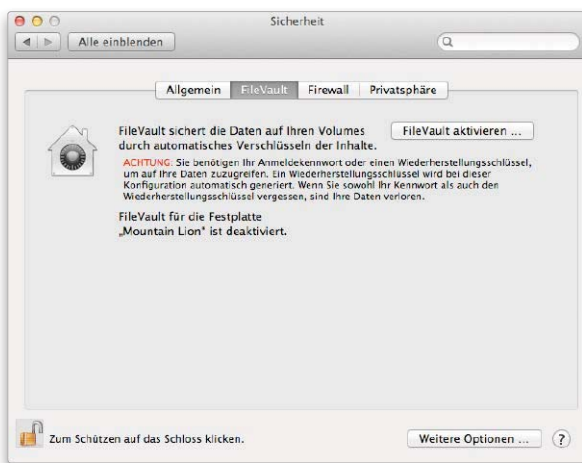 Sicherheit
Alle einblenden
Allgemein FileVault Firewall Privatsphäre
FileVault sichert die Daten auf Ihren Volumes
durch automatisches Verschlüsseln der Inhalte.
FileVault aktivieren ...
ACHTUNG: Sie benötigen Ihr Anmeldekennwort oder einen Wiederherstellungsschlüssel,
um auf Ihre Daten zuzugreifen. Ein Wiederherstellungsschlüssel wird bei dieser
Konfiguration automatisch generiert. Wenn Sie sowohl Ihr Kennwort als auch den
Wiederherstellungsschlüssel vergessen, sind Ihre Daten verloren.
FileVault für die Festplatte
„Mountain Lion“ ist deaktiviert.
Zum Schützen auf das Schloss klicken.
Weitere Optionen ... ?